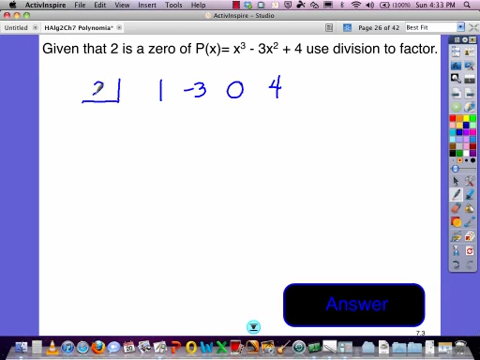 ActivInspire File Edit View Insert Tools Help Sun 4:33 PM
ActivInspire - Studio
Untitled HAlg2Ch7 Polynomia* Page 26 of 42 Best Fit
Given that 2 is a zero of P(x)= x³ - 3x² + 4 use division to factor.
2 1 -3 0 4
Answer
7.3